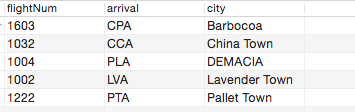 flightNum arrival city
1603 CPA Barbocoa
1032 CCA China Town
1004 PLA DEMACIA
1002 LVA Lavender Town
1222 PTA Pallet Town